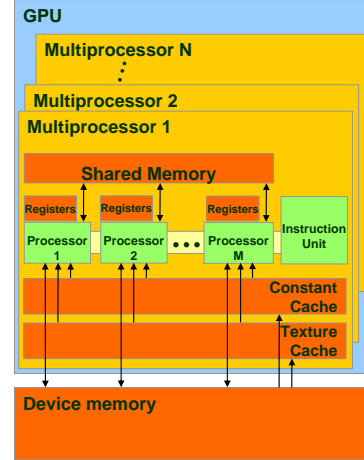 GPU
Multiprocessor N
Multiprocessor 2
Multiprocessor 1
Shared Memory
Registers
Registers
Registers
Processor
1
Processor
2
Processor
M
Instruction
Unit
Constant
Cache
Texture
Cache
Device memory